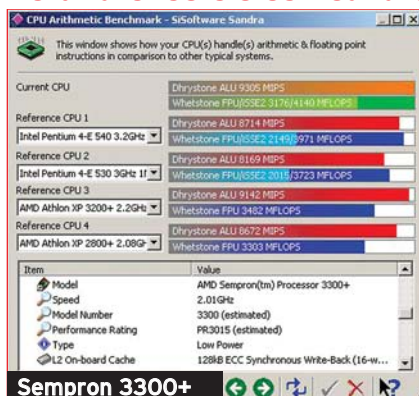 CPU Arithmetic Benchmark - SiSoftware Sandra
This window shows how your CPU(s) handle(s) arithmetic & floating point
instructions in comparison to other typical systems.
Current CPU
Dhrystone ALU 9305 MIPS
Whetstone FPU/iSSE2 3176/4140 MFLOPS
Reference CPU 1
Intel Pentium 4-E 540 3.2GHz
Dhrystone ALU 8714 MIPS
Whetstone FPU/iSSE2 2149/3971 MFLOPS
Reference CPU 2
Intel Pentium 4-E 530 3GHz
Dhrystone ALU 8169 MIPS
Whetstone FPU/iSSE2 2015/3723 MFLOPS
Reference CPU 3
AMD Athlon XP 3200+ 2.2GHz
Dhrystone ALU 9142 MIPS
Whetstone FPU 3482 MFLOPS
Reference CPU 4
AMD Athlon XP 2800+ 2.08GH
Dhrystone ALU 8672 MIPS
Whetstone FPU 3303 MFLOPS
Item Value
Model AMD Sempron(tm) Processor 3300+
Speed 2.01GHz
Model Number 3300 (estimated)
Performance Rating PR3015 (estimated)
Type Low Power
L2 On-board Cache 128kB ECC Synchronous Write-Back (16-w...
Sempron 3300+